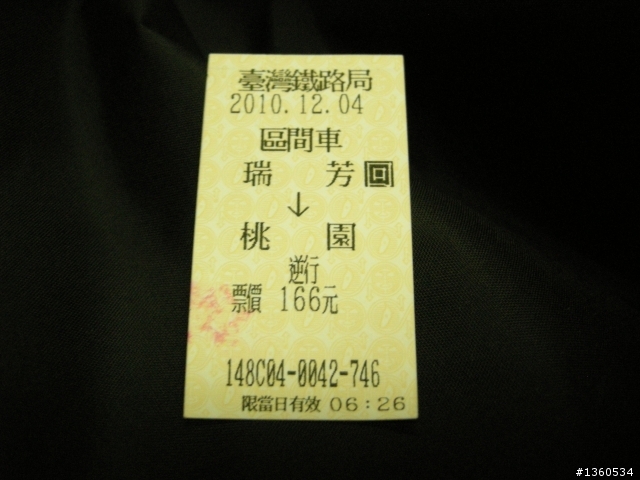 臺灣鐵路局
2010.12.04
區間車
瑞 芳 回
↓
桃 園
逆行
票價 166元
148C04-0042-746
限當日有效 06:26
#1360534